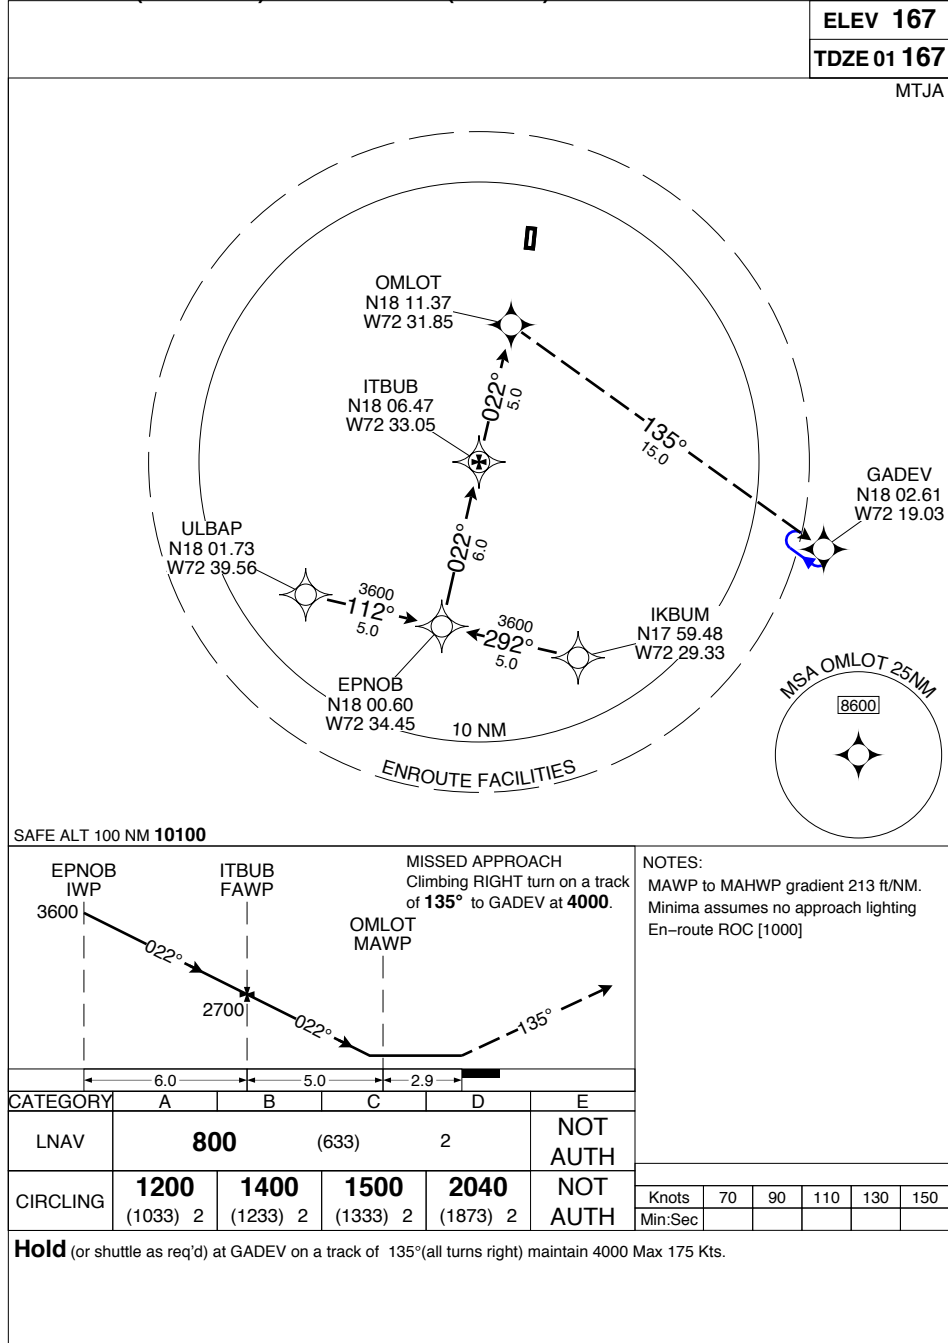 ELEV 167
TDZE 01 167
MTJA
OMLOT
N18 11.37
W72 31.85
022°
5.0
ITBUB
N18 06.47
W72 33.05
135°
15.0
GADEV
N18 02.61
W72 19.03
ULBAP
N18 01.73
W72 39.56
022°
6.0
3600
112°
5.0
3600
292°
5.0
IKBUM
N17 59.48
W72 29.33
EPNOB
N18 00.60
W72 34.45
10 NM
ENROUTE FACILITIES
MSA OMLOT 25NM
8600
SAFE ALT 100 NM 10100
EPNOB
IWP
3600
ITBUB
FAWP
2700
OMLOT
MAWP
022°
022°
135°
MISSED APPROACH
Climbing RIGHT turn on a track
of 135° to GADEV at 4000.
6.0 5.0 2.9
NOTES:
MAWP to MAHWP gradient 213 ft/NM.
Minima assumes no approach lighting
En-route ROC [1000]
CATEGORY A B C D E
LNAV 800 (633) 2 NOT AUTH
CIRCLING 1200 1400 1500 2040 NOT
(1033) 2 (1233) 2 (1333) 2 (1873) 2 AUTH
Knots 70 90 110 130 150
Min:Sec
Hold (or shuttle as req'd) at GADEV on a track of 135°(all turns right) maintain 4000 Max 175 Kts.